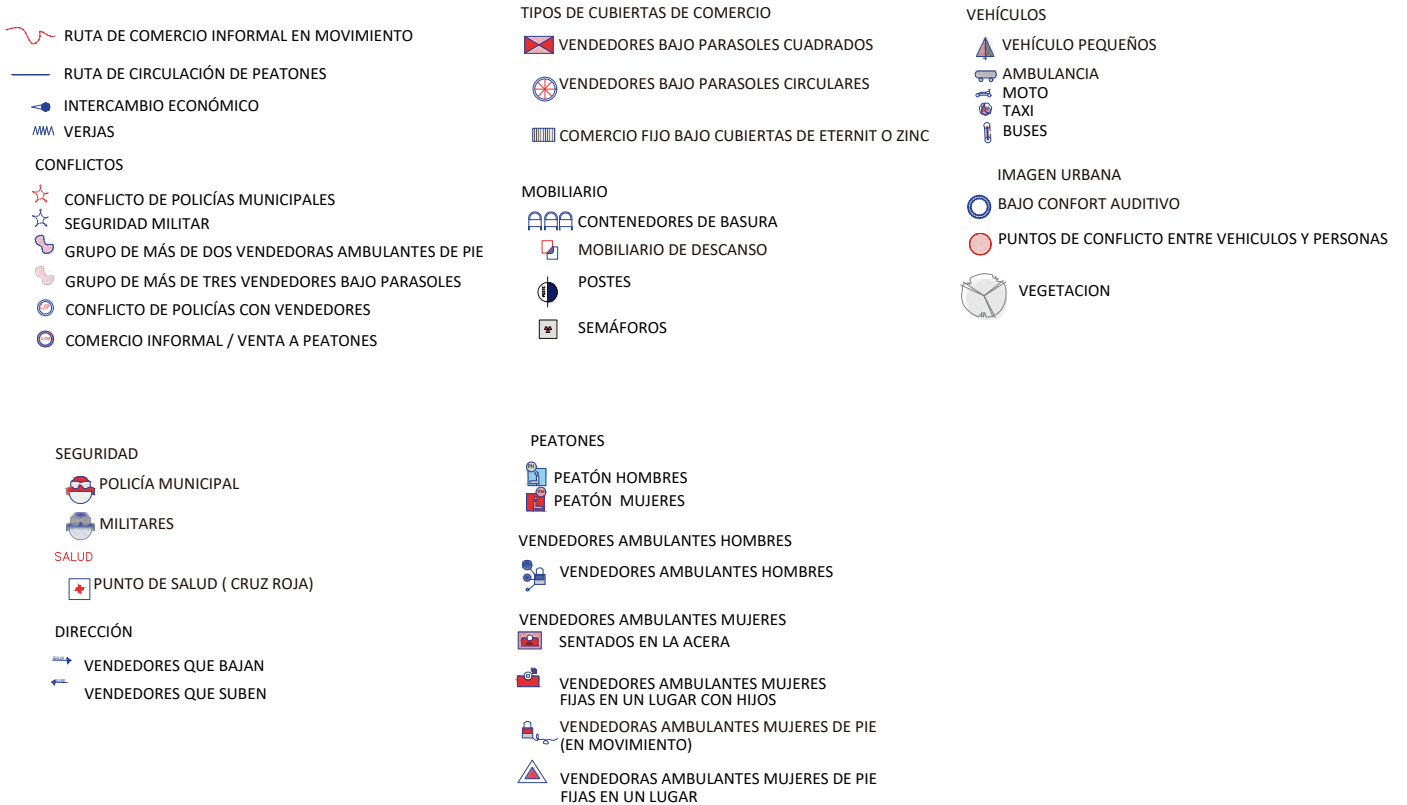 RUTA DE COMERCIO INFORMAL EN MOVIMIENTO
RUTA DE CIRCULACIÓN DE PEATONES
INTERCAMBIO ECONÓMICO
VERJAS
CONFLICTOS
CONFLICTO DE POLICÍAS MUNICIPALES
SEGURIDAD MILITAR
GRUPO DE MÁS DE DOS VENDEDORAS AMBULANTES DE PIE
GRUPO DE MÁS DE TRES VENDEDORES BAJO PARASOLES
CONFLICTO DE POLICÍAS CON VENDEDORES
COMERCIO INFORMAL / VENTA A PEATONES
TIPOS DE CUBIERTAS DE COMERCIO
VENDEDORES BAJO PARASOLES CUADRADOS
VENDEDORES BAJO PARASOLES CIRCULARES
COMERCIO FIJO BAJO CUBIERTAS DE ETERNIT O ZINC
MOBILIARIO
CONTENEDORES DE BASURA
MOBILIARIO DE DESCANSO
POSTES
SEMÁFOROS
VEHÍCULOS
VEHÍCULO PEQUEÑOS
AMBULANCIA
MOTO
TAXI
BUSES
IMAGEN URBANA
BAJO CONFORT AUDITIVO
PUNTOS DE CONFLICTO ENTRE VEHICULOS Y PERSONAS
VEGETACION
SEGURIDAD
POLICÍA MUNICIPAL
MILITARES
SALUD
PUNTO DE SALUD ( CRUZ ROJA)
DIRECCIÓN
VENDEDORES QUE BAJAN
VENDEDORES QUE SUBEN
PEATONES
PH
PEATÓN HOMBRES
PEATÓN MUJERES
VENDEDORES AMBULANTES HOMBRES
VENDEDORES AMBULANTES HOMBRES
VENDEDORES AMBULANTES MUJERES
SENTADOS EN LA ACERA
VENDEDORES AMBULANTES MUJERES
FIJAS EN UN LUGAR CON HIJOS
VENDEDORAS AMBULANTES MUJERES DE PIE
(EN MOVIMIENTO)
VENDEDORAS AMBULANTES MUJERES DE PIE
FIJAS EN UN LUGAR